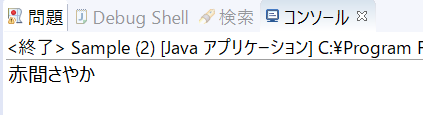 問題 Debug Shell 検索 コンソール
<終了> Sample (2) [Java アプリケーション] C:¥Program F
赤間さやか